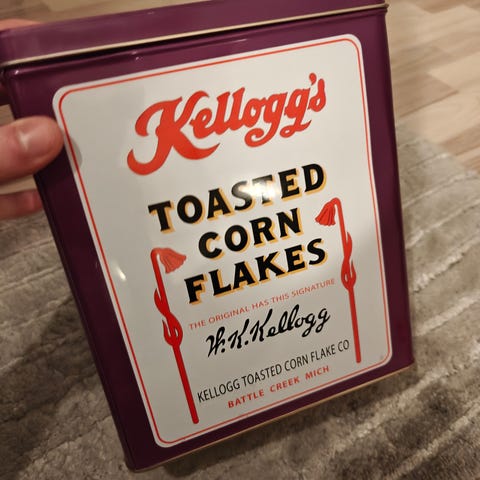 Kellogg's
TOASTED
CORN
FLAKES
THE ORIGINAL HAS THIS SIGNATURE
W.K.Kellogg
KELLOGG TOASTED CORN FLAKE CO
BATTLE CREEK MICH